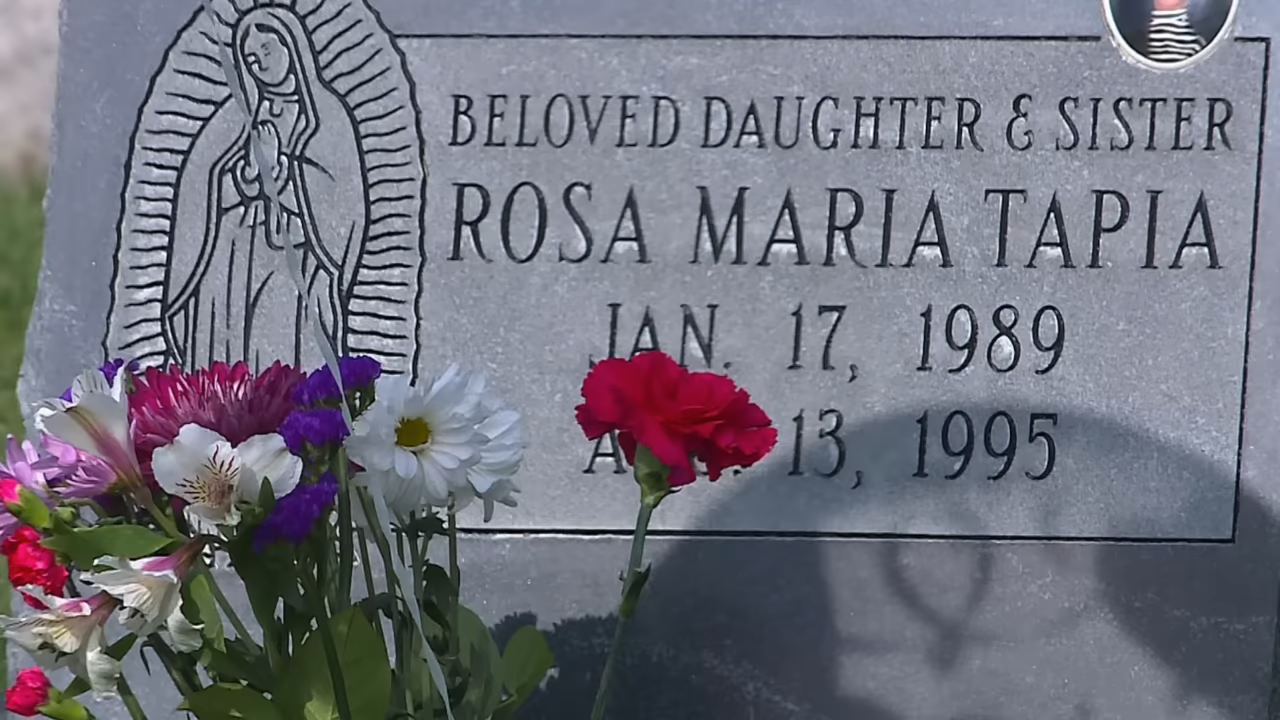 BELOVED DAUGHTER & SISTER
ROSA MARIA TAPIA
JAN. 17, 1989
13, 1995